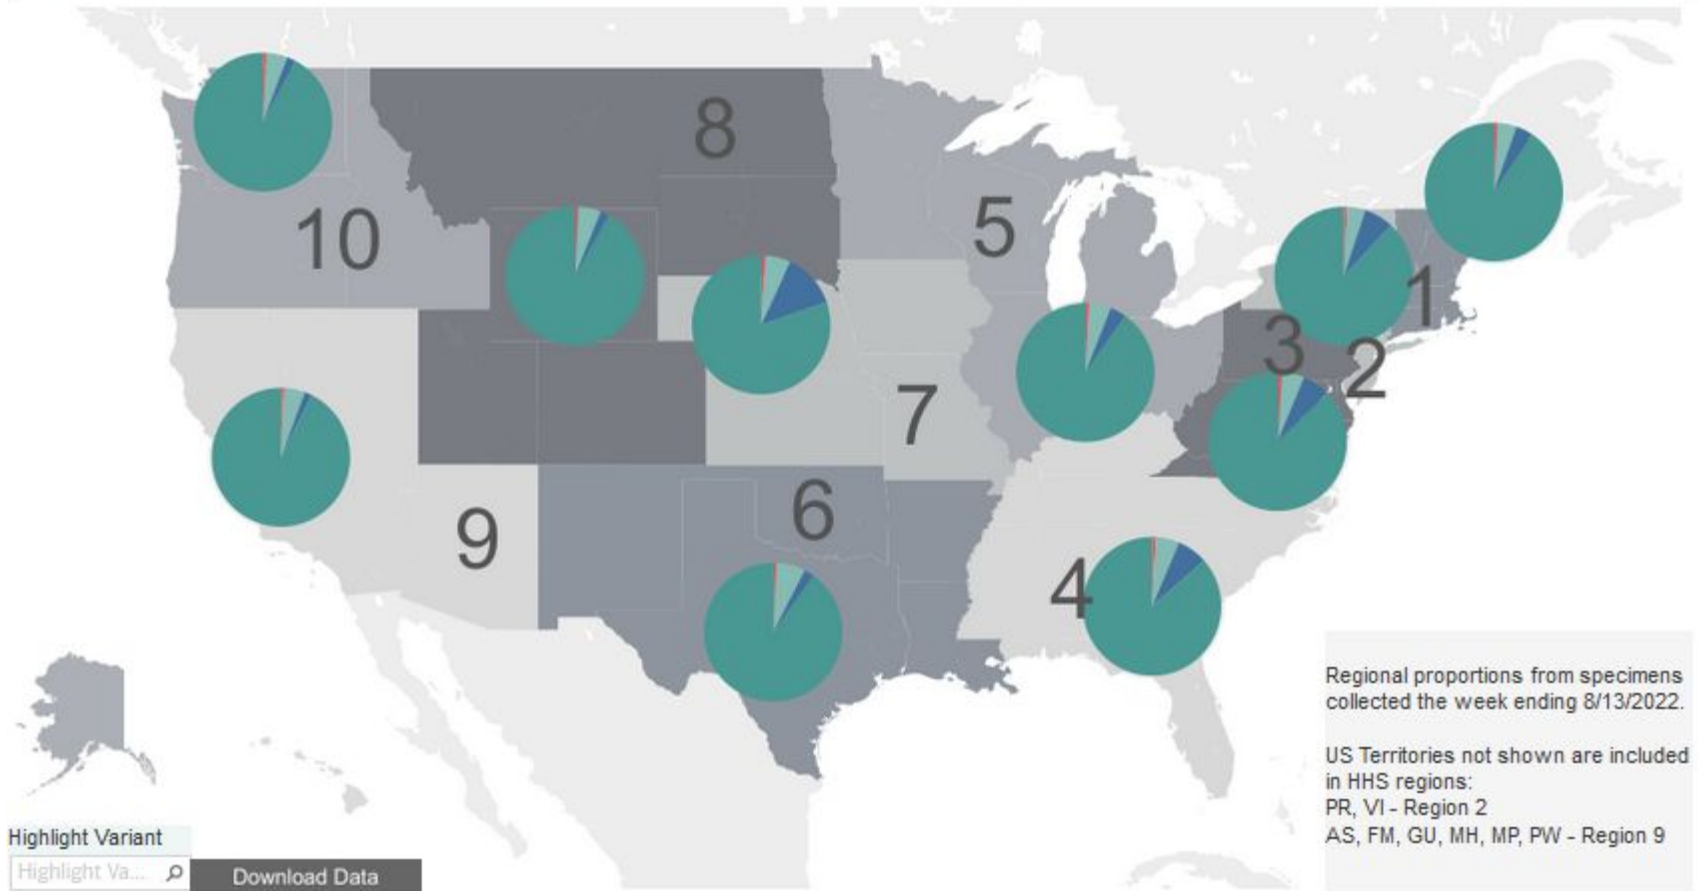 8
10
5
1
3
2
7
6
9
4
Regional proportions from specimens
collected the week ending 8/13/2022.
US Territories not shown are included
in HHS regions:
PR, VI - Region 2
AS, FM, GU, MH, MP, PW - Region 9
Highlight Variant
Highlight Va...
Download Data